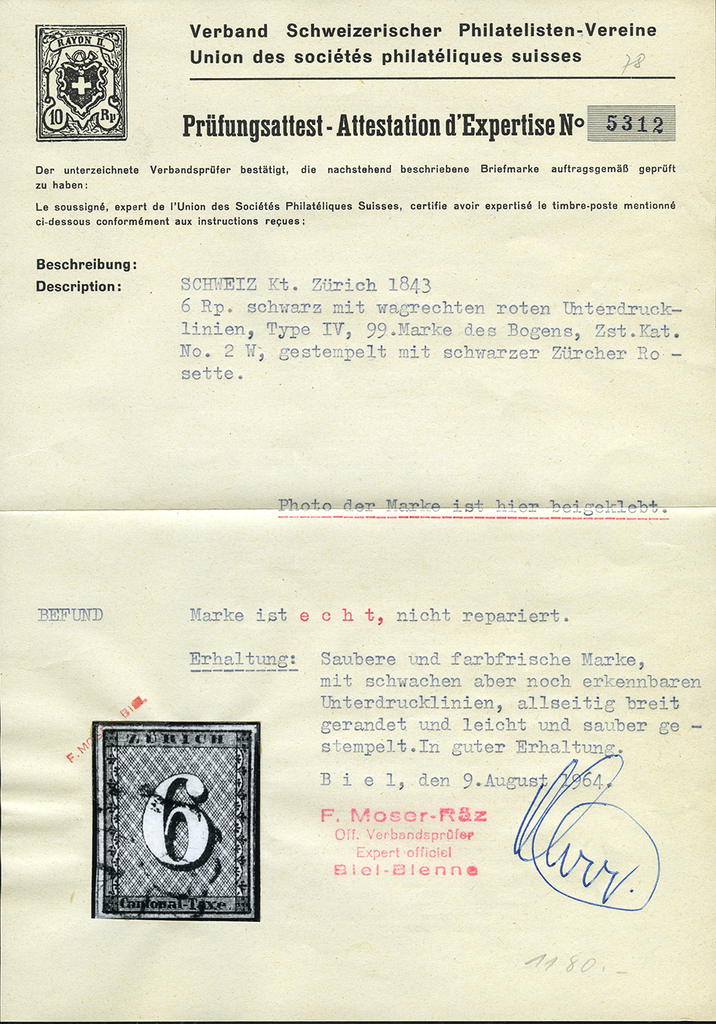 RAYON II.
10 Rp
Verband Schweizerischer Philatelisten-Vereine
Union des sociétés philatéliques suisses
78
Prüfungsattest - Attestation d'Expertise No 5312
Der unterzeichnete Verbandsprüfer bestätigt, die nachstehend beschriebene Briefmarke auftragsgemäß geprüft
zu haben:
Le soussigné, expert de l'Union des Sociétés Philatéliques Suisses, certifie avoir expertisé le timbre-poste mentionné
ci-dessous conformément aux instructions reçues:
Beschreibung:
Description: SCHWEIZ Kt. Zürich 1843
6 Rp. schwarz mit wagrechten roten Unterdruck-
linien, Type IV, 99.Marke des Bogens, Zst.Kat.
No. 2 W, gestempelt mit schwarzer Zürcher Ro -
sette.
Photo der Marke ist hier beigeklebt.
BEFUND Marke ist e c h t, nicht repariert.
Erhaltung: Saubere und farbfrische Marke,
mit schwachen aber noch erkennbaren
Unterdrucklinien, allseitig breit
gerandet und leicht und sauber ge -
stempelt.In guter Erhaltung.
B i e l, den 9.August 1964.
F. Moser-Räz
Off. Verbandsprüfer
Expert officiel
Biel-Bienne
ZÜRICH
6
Cantonal-Taxe
1180.-